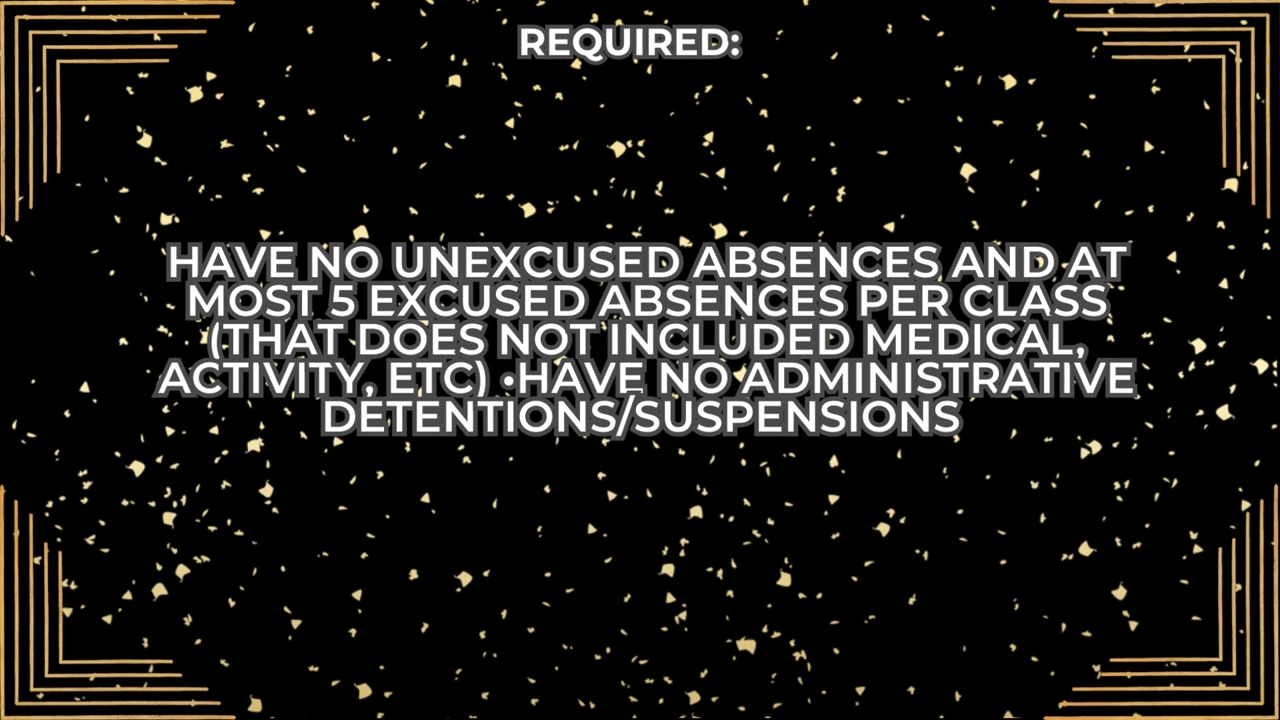 REQUIRED:
HAVE NO UNEXCUSED ABSENCES AND AT
MOST 5 EXCUSED ABSENCES PER CLASS
(THAT DOES NOT INCLUDED MEDICAL,
ACTIVITY, ETC) •HAVE NO ADMINISTRATIVE
DETENTIONS/SUSPENSIONS